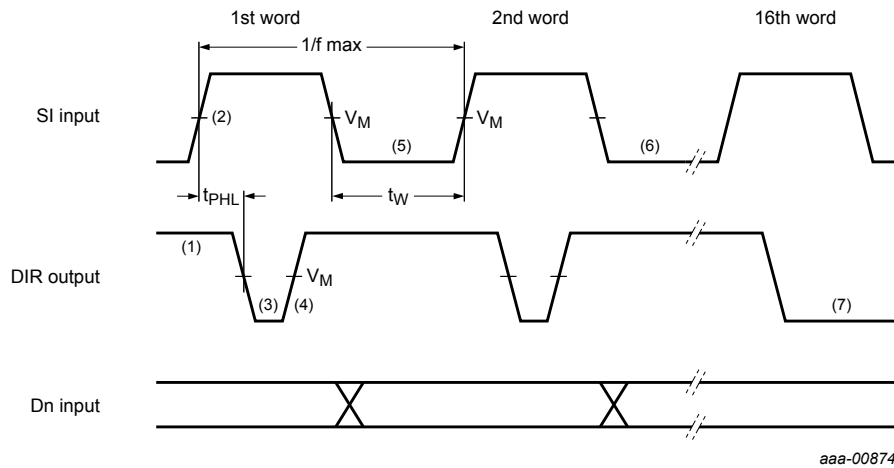 1st word 2nd word 16th word
1/f max
SI input (2) V_M V_M
(5) (6)
t_PHL t_W
(1)
DIR output V_M
(3) (4) (7)
Dn input
aaa-00874